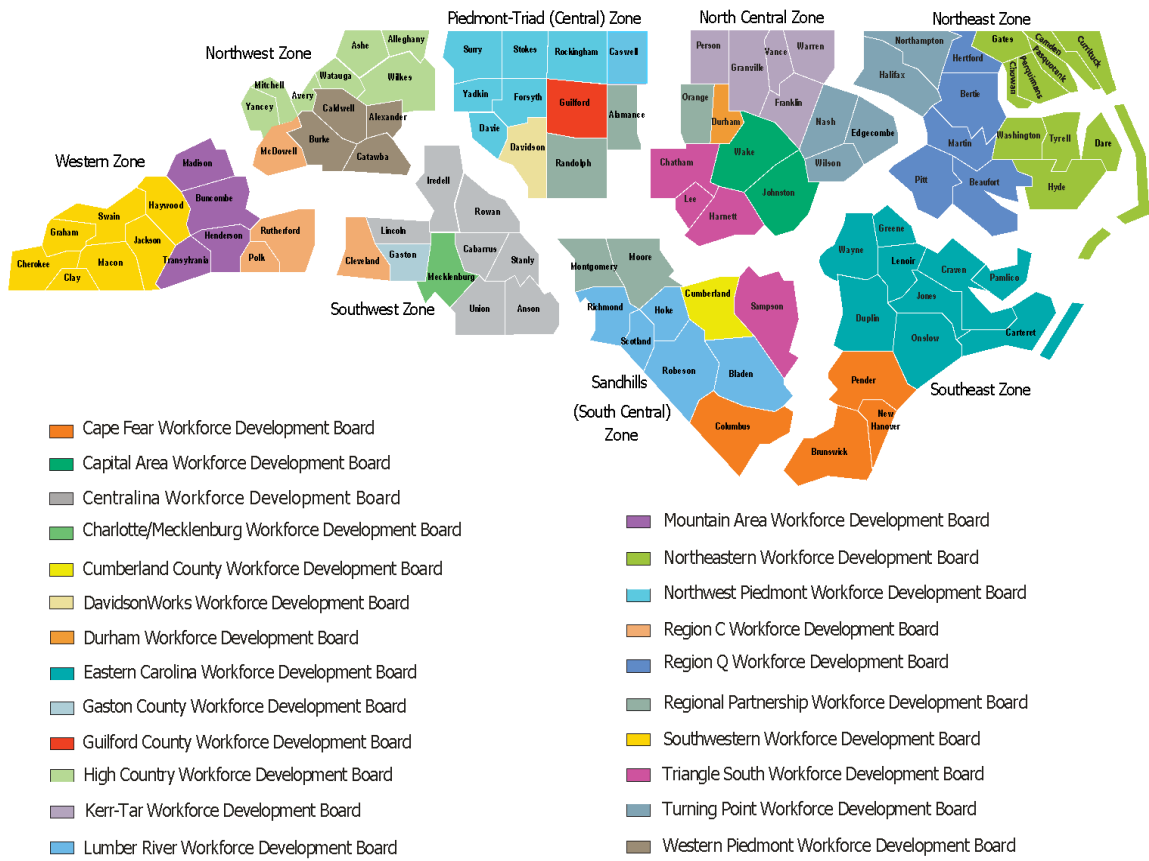 Piedmont-Triad (Central) Zone
North Central Zone
Northeast Zone
Northwest Zone
Western Zone
Southwest Zone
Sandhills
(South Central)
Zone
Southeast Zone
Ashe
Alleghany
Watauga
Wilkes
Mitchell
Avery
Yancey
Caldwell
Alexander
Burke
McDowell
Catawba
Madison
Buncombe
Haywood
Swain
Graham
Jackson
Henderson
Rutherford
Polk
Transylvania
Macon
Cherokee
Clay
Surry
Stokes
Rockingham
Caswell
Yadkin
Forsyth
Guilford
Alamance
Davie
Davidson
Randolph
Iredell
Rowan
Lincoln
Cleveland
Gaston
Mecklenburg
Cabarrus
Stanly
Union
Anson
Person
Granville
Vance
Warren
Orange
Durham
Franklin
Nash
Edgecombe
Wilson
Wake
Johnston
Chatham
Lee
Harnett
Northampton
Halifax
Hertford
Bertie
Gates
Camden
Currituck
Pasquotank
Perquimans
Chowan
Martin
Washington
Tyrell
Dare
Pitt
Beaufort
Hyde
Montgomery
Moore
Richmond
Hoke
Scotland
Cumberland
Sampson
Robeson
Bladen
Columbus
Greene
Wayne
Lenoir
Craven
Pamlico
Jones
Duplin
Onslow
Carteret
Pender
New
Hanover
Brunswick
Cape Fear Workforce Development Board
Capital Area Workforce Development Board
Centralina Workforce Development Board
Charlotte/Mecklenburg Workforce Development Board
Cumberland County Workforce Development Board
DavidsonWorks Workforce Development Board
Durham Workforce Development Board
Eastern Carolina Workforce Development Board
Gaston County Workforce Development Board
Guilford County Workforce Development Board
High Country Workforce Development Board
Kerr-Tar Workforce Development Board
Lumber River Workforce Development Board
Mountain Area Workforce Development Board
Northeastern Workforce Development Board
Northwest Piedmont Workforce Development Board
Region C Workforce Development Board
Region Q Workforce Development Board
Regional Partnership Workforce Development Board
Southwestern Workforce Development Board
Triangle South Workforce Development Board
Turning Point Workforce Development Board
Western Piedmont Workforce Development Board